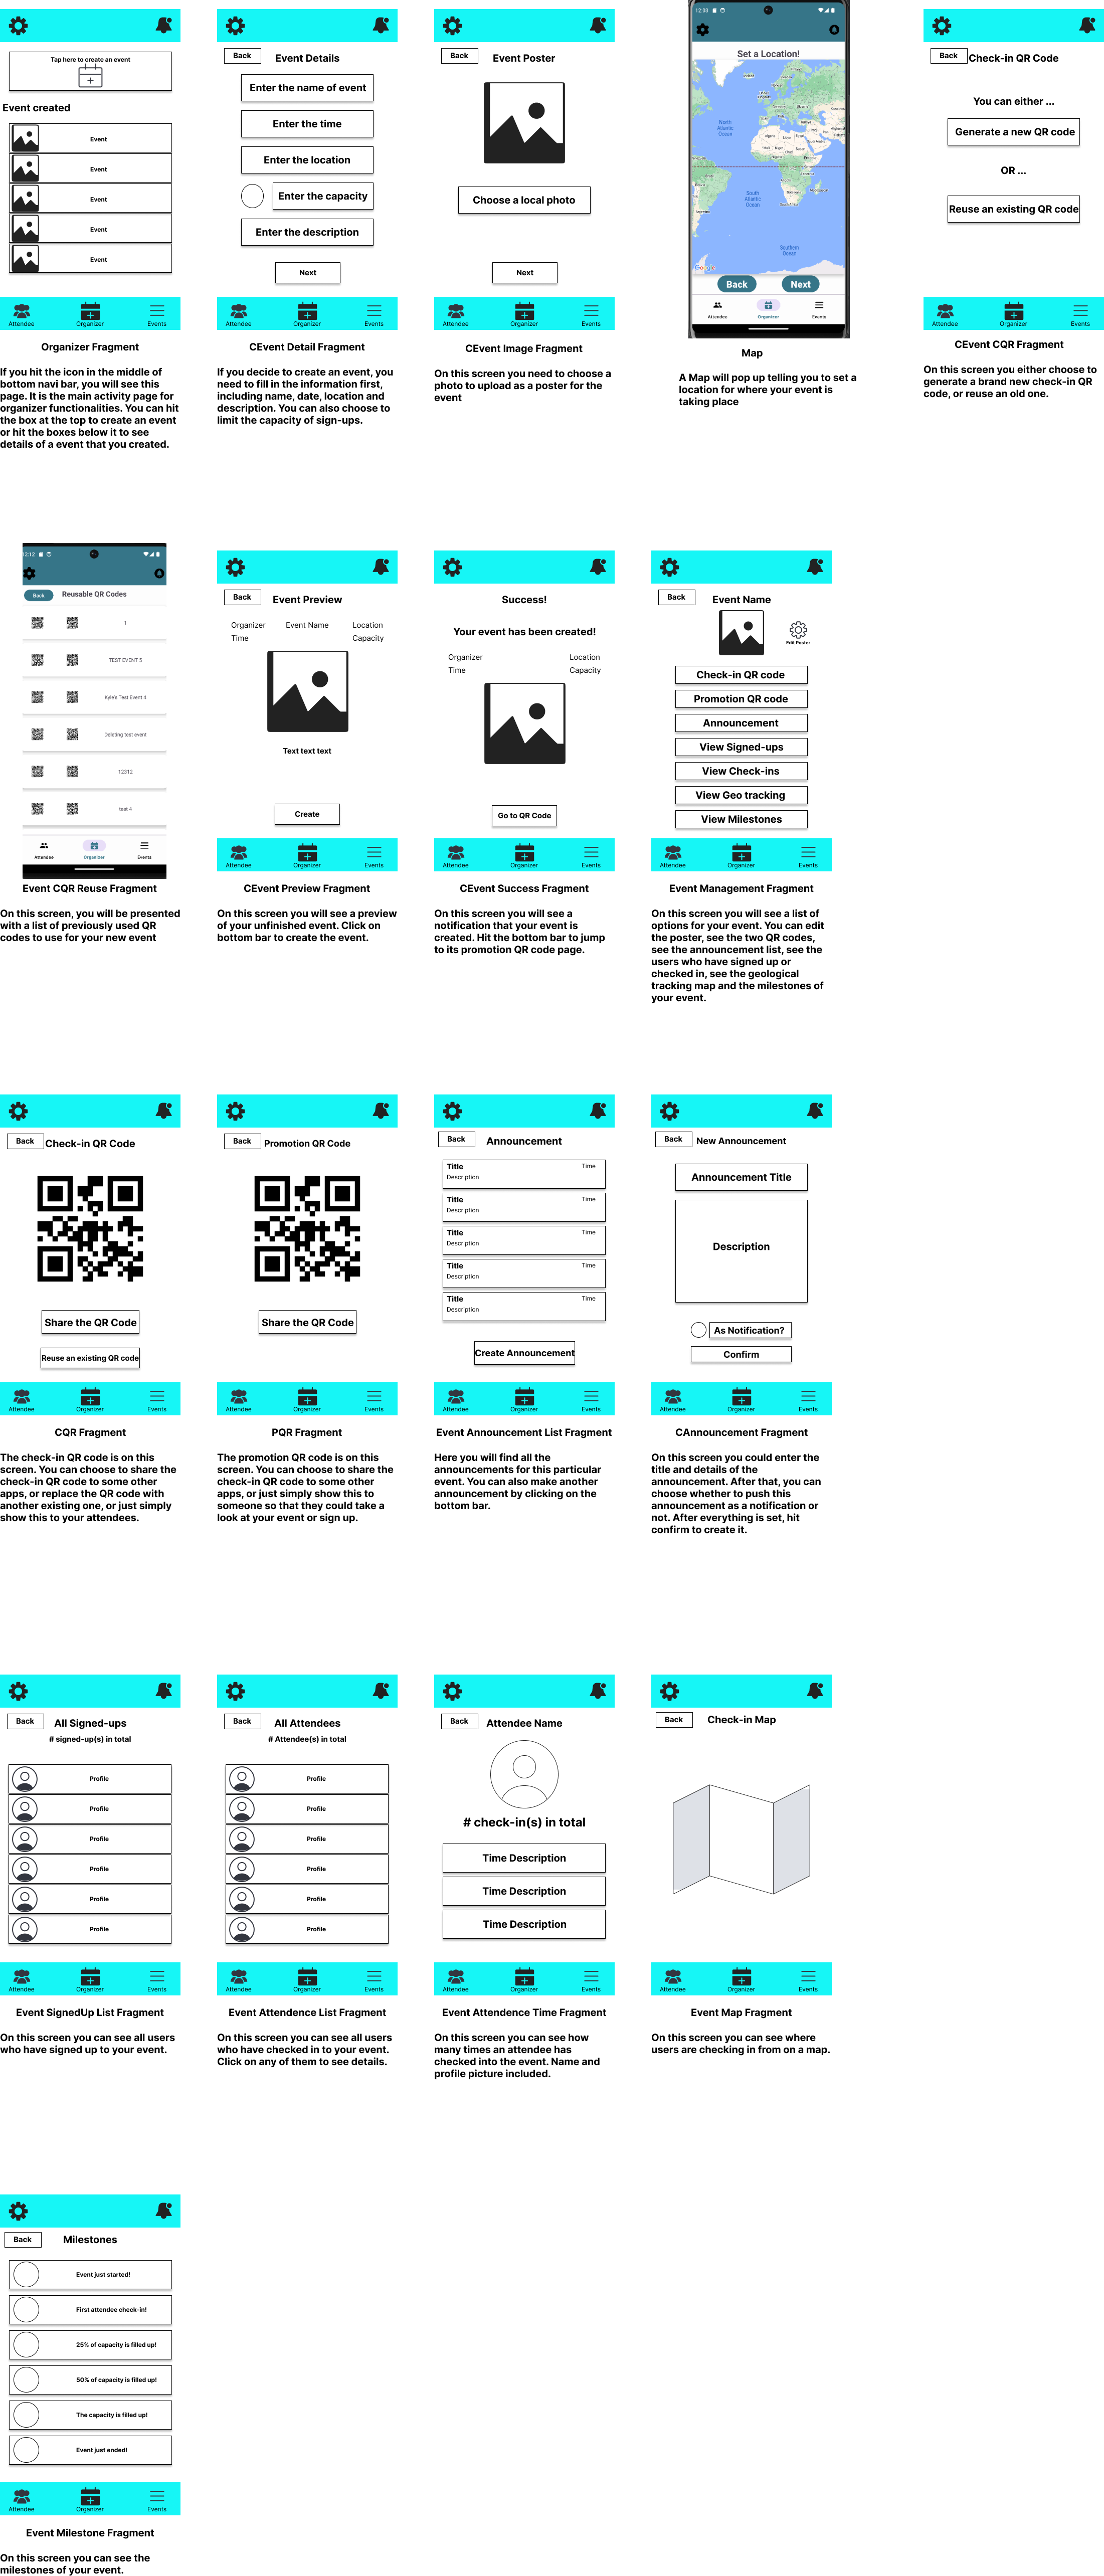 Tap here to create an event
Event created
Event
Event
Event
Event
Event
Attendee
Organizer
Events
Organizer Fragment
If you hit the icon in the middle of
bottom navi bar, you will see this
page. It is the main activity page for
organizer functionalities. You can hit
the box at the top to create an event
or hit the boxes below it to see
details of a event that you created.
Back
Event Details
Enter the name of event
Enter the time
Enter the location
Enter the capacity
Enter the description
Next
Attendee
Organizer
Events
CEvent Detail Fragment
If you decide to create an event, you
need to fill in the information first,
including name, date, location and
description. You can also choose to
limit the capacity of sign-ups.
Back
Event Poster
Choose a local photo
Next
Attendee
Organizer
Events
CEvent Image Fragment
On this screen you need to choose a
photo to upload as a poster for the
event
12:03
Set a Location!
North
Atlantic
Ocean
South
Atlantic
Ocean
Southern
Ocean
Google
Back
Next
Attendee
Organizer
Events
Map
A Map will pop up telling you to set a
location for where your event is
taking place
Back
Check-in QR Code
You can either ...
Generate a new QR code
OR ...
Reuse an existing QR code
Attendee
Organizer
Events
CEvent CQR Fragment
On this screen you either choose to
generate a brand new check-in QR
code, or reuse an old one.
12:12
Back
Reusable QR Codes
1
TEST EVENT 5
Kyle's Test Event 4
Deleting test event
12312
test 4
Attendee
Organizer
Events
Event CQR Reuse Fragment
On this screen, you will be presented
with a list of previously used QR
codes to use for your new event
Back
Event Preview
Organizer
Event Name
Location
Time
Capacity
Text text text
Create
Attendee
Organizer
Events
CEvent Preview Fragment
On this screen you will see a preview
of your unfinished event. Click on
bottom bar to create the event.
Success!
Your event has been created!
Organizer
Location
Time
Capacity
Go to QR Code
Attendee
Organizer
Events
CEvent Success Fragment
On this screen you will see a
notification that your event is
created. Hit the bottom bar to jump
to its promotion QR code page.
Back
Event Name
Edit Poster
Check-in QR code
Promotion QR code
Announcement
View Signed-ups
View Check-ins
View Geo tracking
View Milestones
Attendee
Organizer
Events
Event Management Fragment
On this screen you will see a list of
options for your event. You can edit
the poster, see the two QR codes,
see the announcement list, see the
users who have signed up or
checked in, see the geological
tracking map and the milestones of
your event.
Back
Check-in QR Code
Share the QR Code
Reuse an existing QR code
Attendee
Organizer
Events
CQR Fragment
The check-in QR code is on this
screen. You can choose to share the
check-in QR code to some other
apps, or replace the QR code with
another existing one, or just simply
show this to your attendees.
Back
Promotion QR Code
Share the QR Code
Attendee
Organizer
Events
PQR Fragment
The promotion QR code is on this
screen. You can choose to share the
check-in QR code to some other
apps, or just simply show this to
someone so that they could take a
look at your event or sign up.
Back
Announcement
Title
Time
Description
Title
Time
Description
Title
Time
Description
Title
Time
Description
Title
Time
Description
Create Announcement
Attendee
Organizer
Events
Event Announcement List Fragment
Here you will find all the
announcements for this particular
event. You can also make another
announcement by clicking on the
bottom bar.
Back
New Announcement
Announcement Title
Description
As Notification?
Confirm
Attendee
Organizer
Events
CAnnouncement Fragment
On this screen you could enter the
title and details of the
announcement. After that, you can
choose whether to push this
announcement as a notification or
not. After everything is set, hit
confirm to create it.
Back
All Signed-ups
# signed-up(s) in total
Profile
Profile
Profile
Profile
Profile
Profile
Attendee
Organizer
Events
Event SignedUp List Fragment
On this screen you can see all users
who have signed up to your event.
Back
All Attendees
# Attendee(s) in total
Profile
Profile
Profile
Profile
Profile
Profile
Attendee
Organizer
Events
Event Attendence List Fragment
On this screen you can see all users
who have checked in to your event.
Click on any of them to see details.
Back
Attendee Name
# check-in(s) in total
Time Description
Time Description
Time Description
Attendee
Organizer
Events
Event Attendence Time Fragment
On this screen you can see how
many times an attendee has
checked into the event. Name and
profile picture included.
Back
Check-in Map
Attendee
Organizer
Events
Event Map Fragment
On this screen you can see where
users are checking in from on a map.
Back
Milestones
Event just started!
First attendee check-in!
25% of capacity is filled up!
50% of capacity is filled up!
The capacity is filled up!
Event just ended!
Attendee
Organizer
Events
Event Milestone Fragment
On this screen you can see the
milestones of your event.